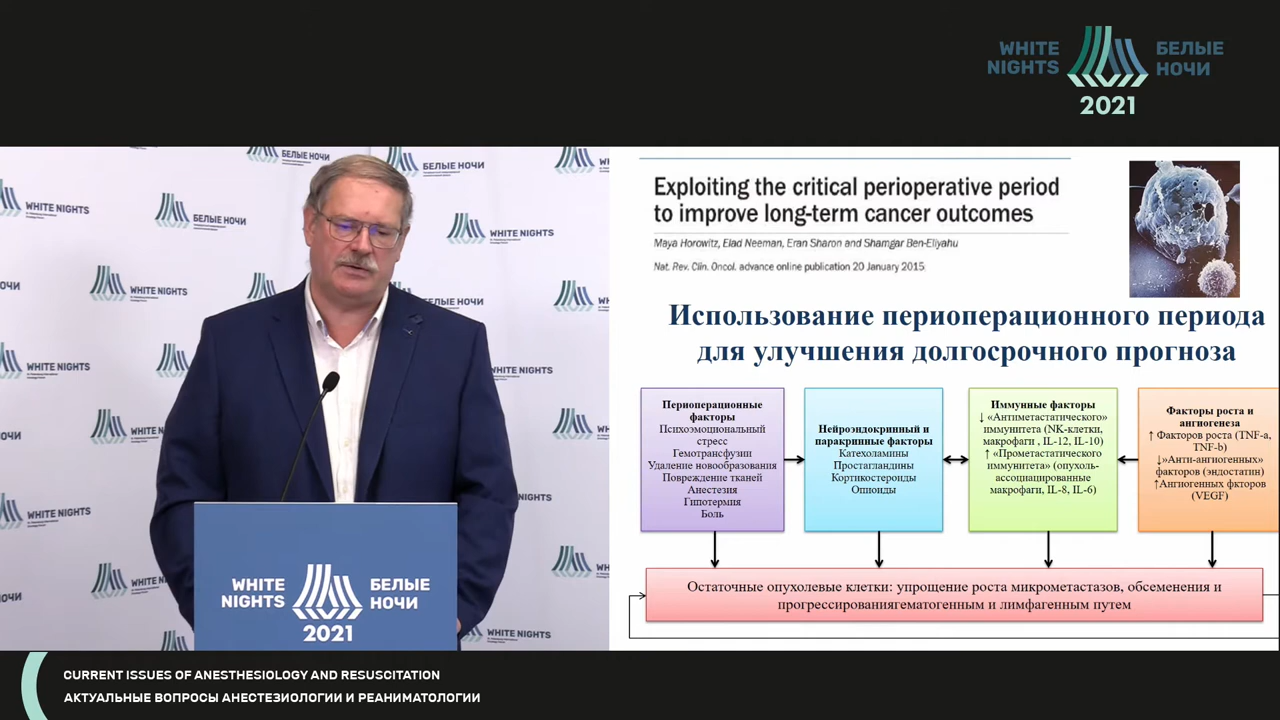 WHITE NIGHTS
БЕЛЫЕ НОЧИ
2021
Exploiting the critical perioperative period
to improve long-term cancer outcomes
Maya Horowitz, Elad Neeman, Eran Sharon and Shamgar Ben-Eliyahu
Nat. Rev. Clin. Oncol. advance online publication 20 January 2015
Использование периоперационного периода
для улучшения долгосрочного прогноза
Периоперационные
факторы
Психоэмоциональный
стресс
Гемотрансфузии
Удаление новообразования
Повреждение тканей
Анестезия
Гипотермия
Боль
Нейроэндокринный и
паракринные факторы
Катехоламины
Простагландины
Кортикостероиды
Опиоиды
Иммунные факторы
↓ «Антиметастатического»
иммунитета (NK-клетки,
макрофаги , IL-12, IL-10)
↑ «Прометастатического
иммунитета» (опухоль-
ассоциированные
макрофаги, IL-8, IL-6)
Факторы роста и
ангиогенеза
↑ Факторов роста (TNF-a,
TNF-b)
↓»Анти-ангиогенных»
факторов (эндостатин)
↑Ангиогенных фкторов
(VEGF)
Остаточные опухолевые клетки: упрощение роста микрометастазов, обсеменения и
прогрессированиягематогенным и лимфагенным путем
WHITE NIGHTS
БЕЛЫЕ НОЧИ
2021
CURRENT ISSUES OF ANESTHESIOLOGY AND RESUSCITATION
АКТУАЛЬНЫЕ ВОПРОСЫ АНЕСТЕЗИОЛОГИИ И РЕАНИМАТОЛОГИИ